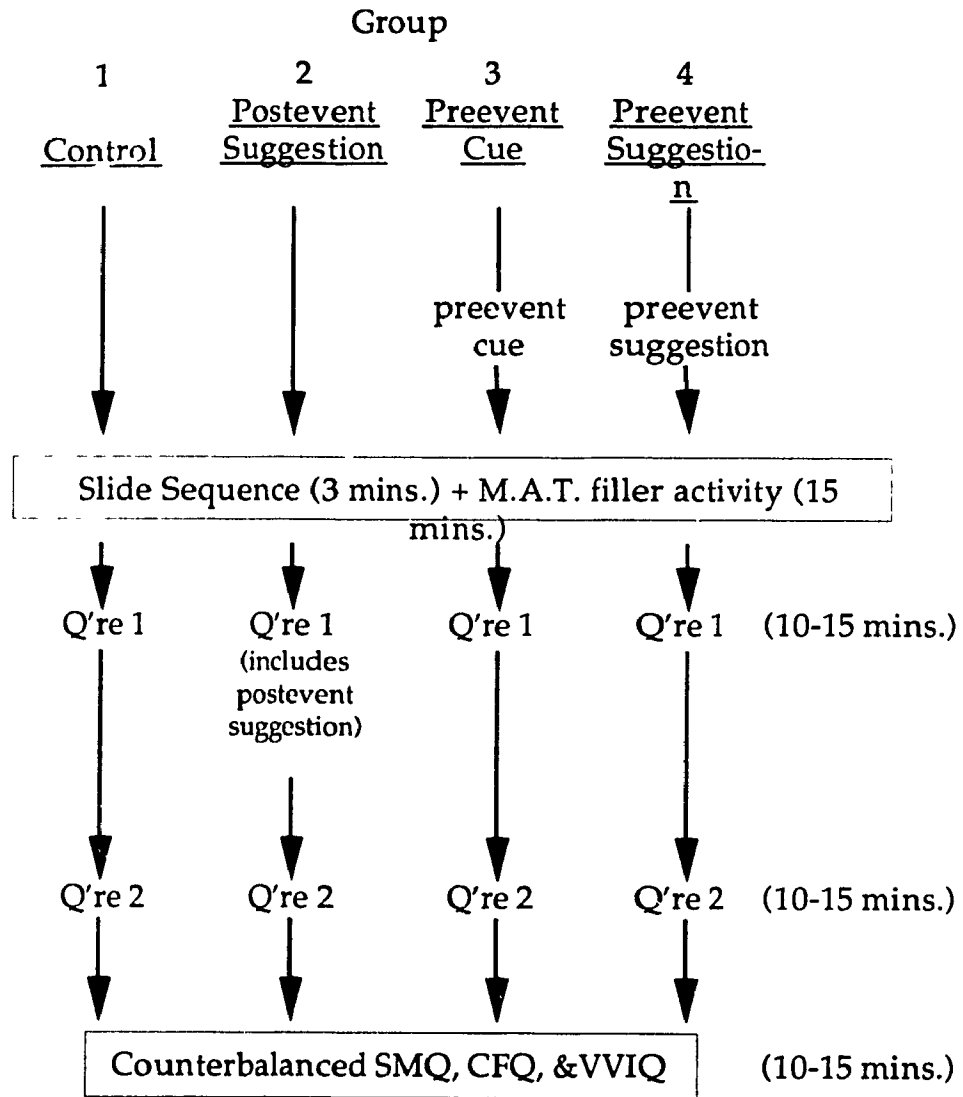 Group
1 2 3 4
Postevent Preevent Preevent
Control Suggestion Cue Suggestio-
n
preevent preevent
cue suggestion
Slide Sequence (3 mins.) + M.A.T. filler activity (15
mins.)
Q're 1 Q're 1 Q're 1 Q're 1 (10-15 mins.)
(includes
postevent
suggestion)
Q're 2 Q're 2 Q're 2 Q're 2 (10-15 mins.)
Counterbalanced SMQ, CFQ, &VVIQ (10-15 mins.)